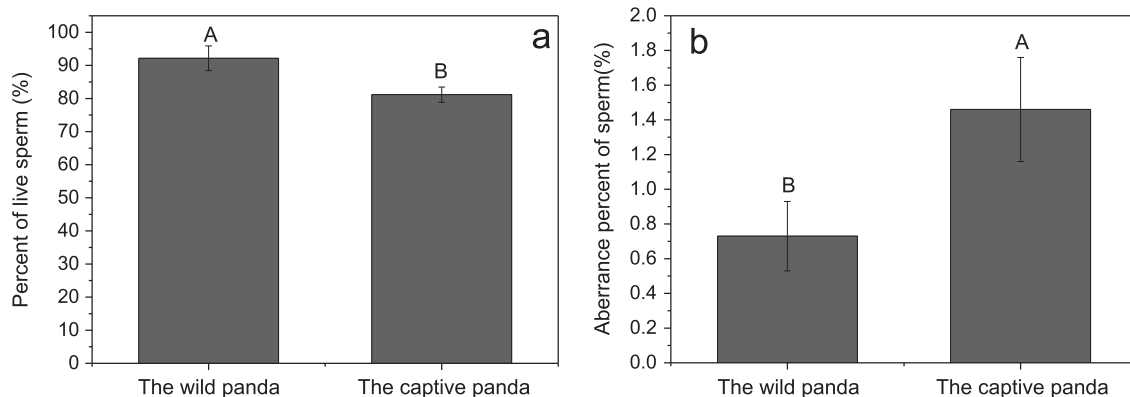 Percent of live sperm (%)
100
90
80
70
60
50
40
30
20
10
0
A
B
a
The wild panda
The captive panda
Aberrance percent of sperm(%)
2.0
1.8
1.6
1.4
1.2
1.0
0.8
0.6
0.4
0.2
0.0
b
B
A
The wild panda
The captive panda